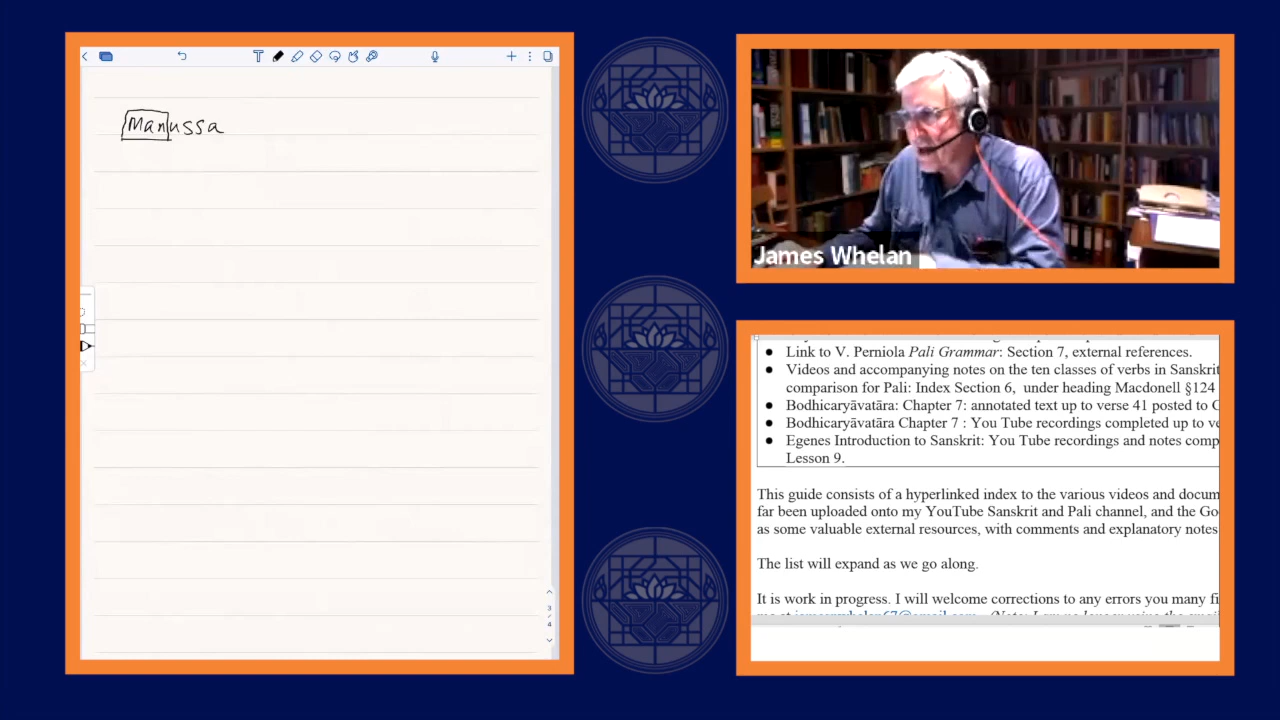 Manussa
James Whelan
● Link to V. Perniola Pali Grammar: Section 7, external references.
● Videos and accompanying notes on the ten classes of verbs in Sanskrit
comparison for Pali: Index Section 6, under heading Macdonell §124
● Bodhicaryāvatāra: Chapter 7: annotated text up to verse 41 posted to
● Bodhicaryāvatāra Chapter 7 : You Tube recordings completed up to
● Egenes Introduction to Sanskrit: You Tube recordings and notes
Lesson 9.
This guide consists of a hyperlinked index to the various videos and
far been uploaded onto my YouTube Sanskrit and Pali channel, and the
as some valuable external resources, with comments and explanatory notes
The list will expand as we go along.
It is work in progress. I will welcome corrections to any errors you many